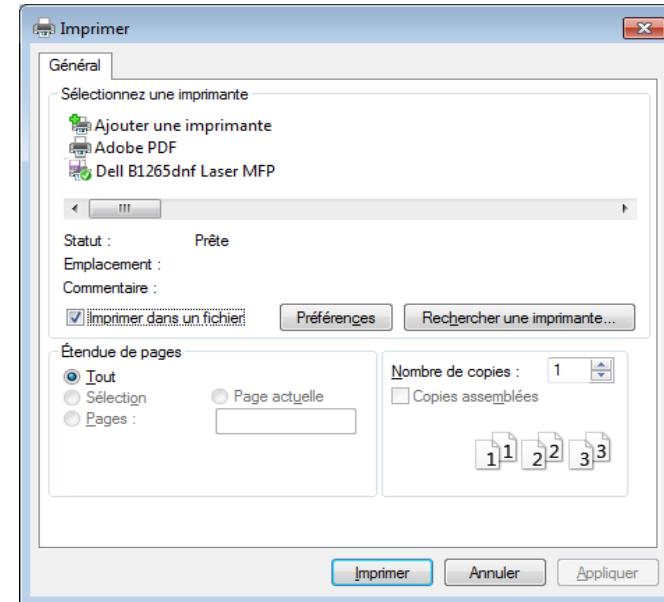 Imprimer
Général
Sélectionnez une imprimante
Ajouter une imprimante
Adobe PDF
Dell B1265dnf Laser MFP
Statut : Prête
Emplacement :
Commentaire :
Imprimer dans un fichier Préférences Rechercher une imprimante...
Étendue de pages
Tout
Sélection Page actuelle
Pages :
Nombre de copies : 1
Copies assemblées
1 1 2 2 3 3
Imprimer Annuler Appliquer